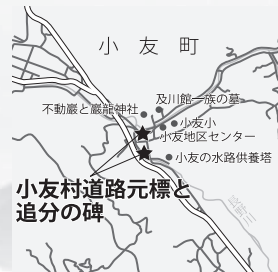 小友町
及川館一族の墓
不動巌と巌龍神社
小友小
小友地区センター
小友の水路供養塔
小友村道路元標と
追分の碑